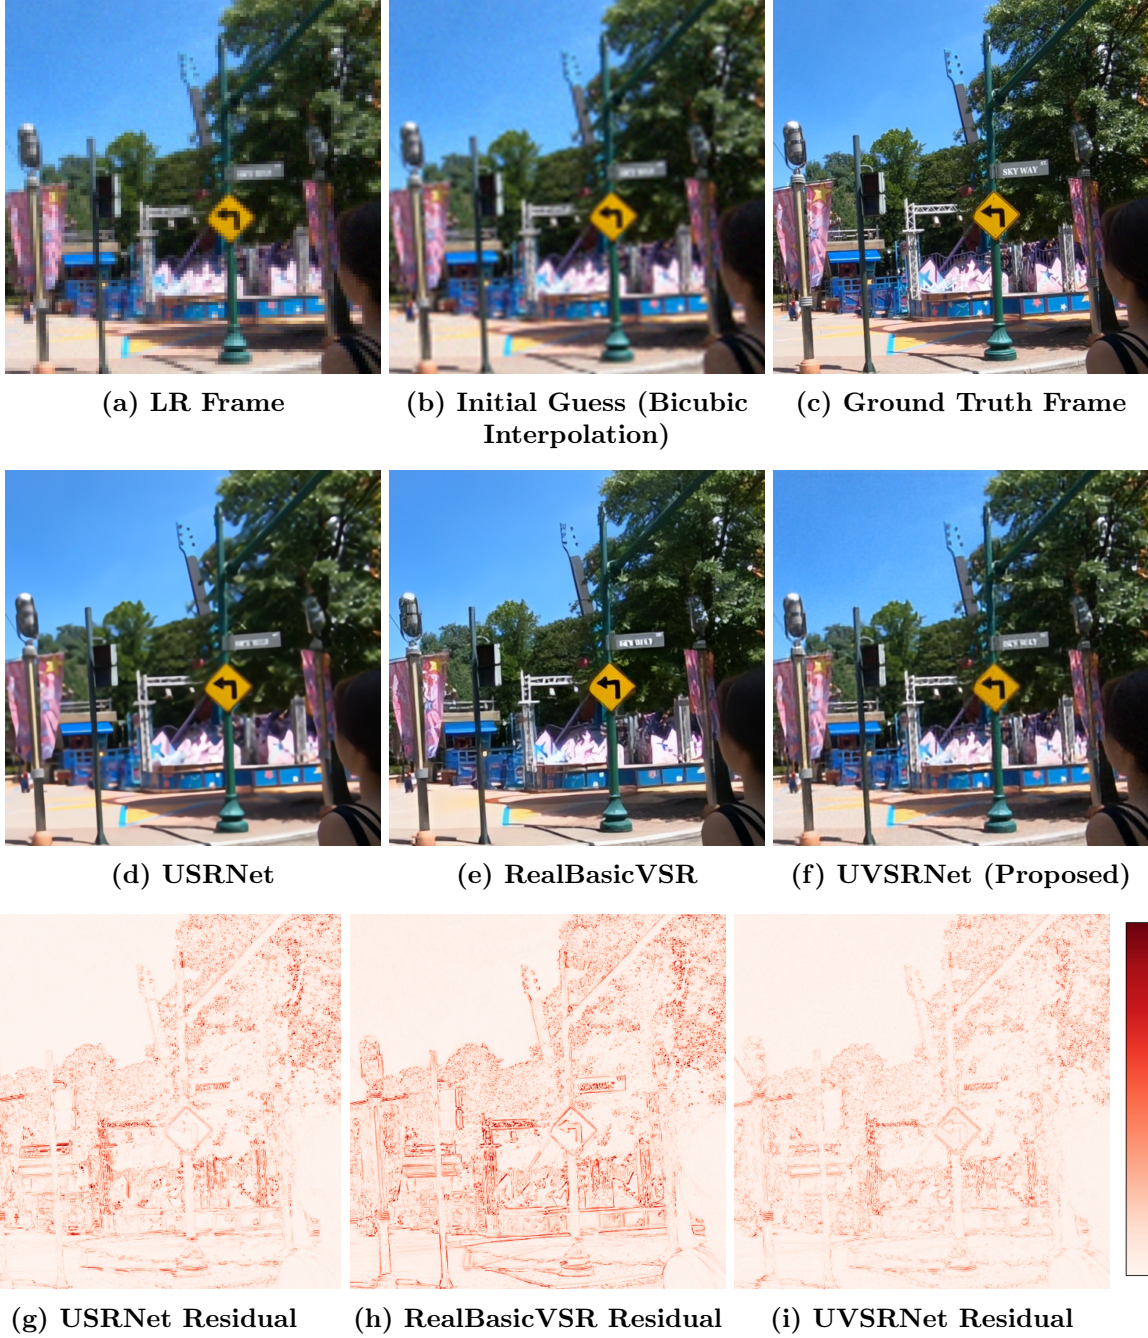 SKY WAY
(a) LR Frame
(b) Initial Guess (Bicubic
Interpolation)
(c) Ground Truth Frame
(d) USRNet
(e) RealBasicVSR
(f) UVSRNet (Proposed)
(g) USRNet Residual
(h) RealBasicVSR Residual
(i) UVSRNet Residual